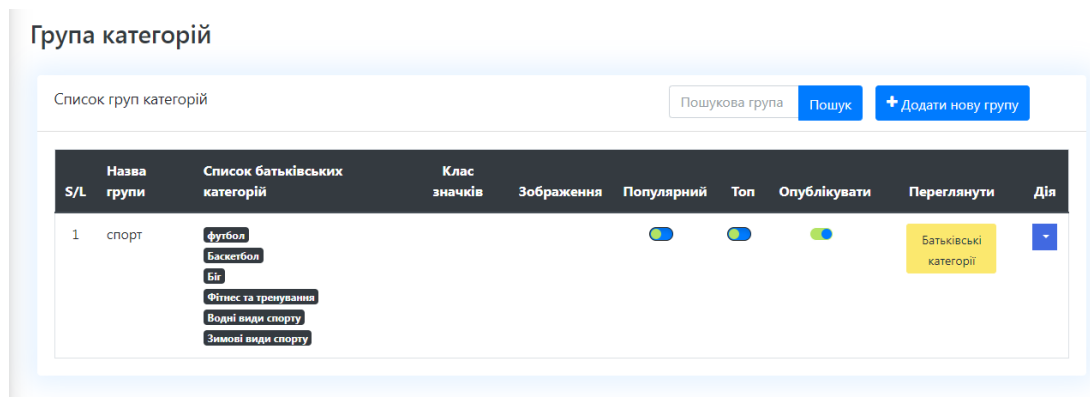 Група категорій
Список груп категорій
Пошукова група
Пошук
+ Додати нову групу
S/L
Назва групи
Список батьківських категорій
Клас значків
Зображення
Популярний
Топ
Опублікувати
Переглянути
Дія
1
спорт
футбол
Баскетбол
Біг
Фітнес та тренування
Водні види спорту
Зимові види спорту
Батьківські
категорії